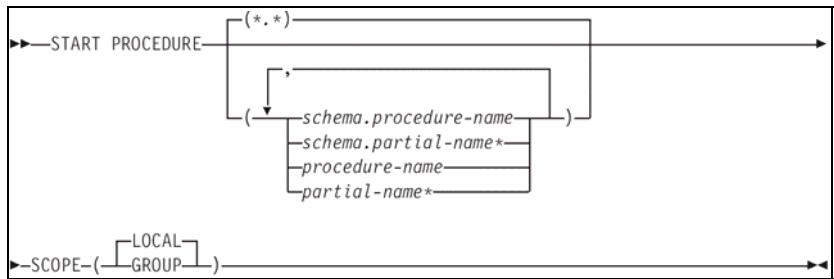 (*.*)
START PROCEDURE
,
( schema.procedure-name )
schema.partial-name*
procedure-name
partial-name*
LOCAL
SCOPE ( GROUP )